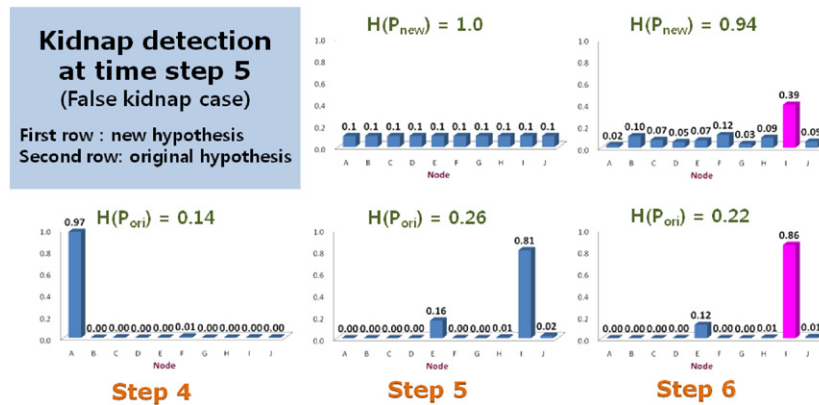 Kidnap detection
at time step 5
(False kidnap case)
First row : new hypothesis
Second row: original hypothesis
H(Pnew) = 1.0
1.0
0.8
0.6
0.4
0.2
0.0
0.1 0.1 0.1 0.1 0.1 0.1 0.1 0.1 0.1 0.1
A B C D E F G H I J
Node
H(Pnew) = 0.94
1.0
0.8
0.6
0.4
0.2
0.0
0.02 0.10 0.07 0.05 0.07 0.12 0.03 0.09 0.39 0.05
A B C D E F G H I J
Node
H(Pori) = 0.14
1.0
0.8
0.6
0.4
0.2
0.0
0.97 0.00 0.00 0.00 0.00 0.01 0.00 0.00 0.00 0.00
A B C D E F G H I J
Node
Step 4
H(Pori) = 0.26
1.0
0.8
0.6
0.4
0.2
0.0
0.00 0.00 0.00 0.00 0.16 0.00 0.00 0.01 0.81 0.02
A B C D E F G H I J
Node
Step 5
H(Pori) = 0.22
1.0
0.8
0.6
0.4
0.2
0.0
0.00 0.00 0.00 0.00 0.12 0.00 0.00 0.01 0.86 0.01
A B C D E F G H I J
Node
Step 6